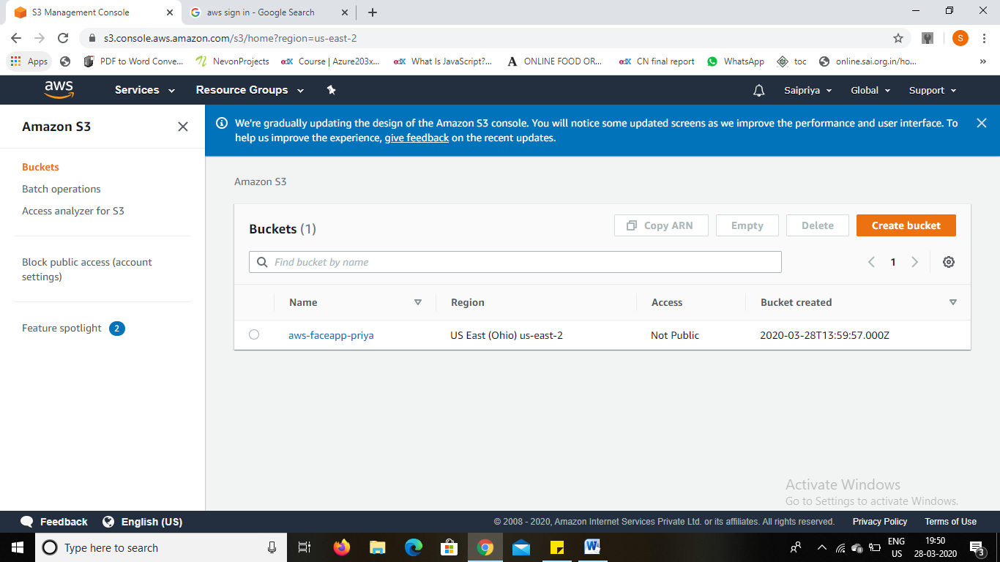 S3 Management Console
aws sign in - Google Search
s3.console.aws.amazon.com/s3/home?region=us-east-2
S
Apps
PDF to Word Conve...
NevonProjects
edX Course | Azure203x...
edX What Is JavaScript?...
A ONLINE FOOD OR...
edX CN final report
WhatsApp
toc
online.sai.org.in/ho...
»
aws
Services
Resource Groups
Saipriya
Global
Support
Amazon S3
We're gradually updating the design of the Amazon S3 console. You will notice some updated screens as we improve the performance and user interface. To
help us improve the experience, give feedback on the recent updates.
Buckets
Batch operations
Access analyzer for S3
Block public access (account
settings)
Feature spotlight 2
Amazon S3
Buckets (1)
Copy ARN
Empty
Delete
Create bucket
Find bucket by name
1
Name
Region
Access
Bucket created
aws-faceapp-priya
US East (Ohio) us-east-2
Not Public
2020-03-28T13:59:57.000Z
Activate Windows
Go to Settings to activate Windows.
Feedback
English (US)
© 2008 - 2020, Amazon Internet Services Private Ltd. or its affiliates. All rights reserved.
Privacy Policy
Terms of Use
Type here to search
W
ENG
US
19:50
28-03-2020
3